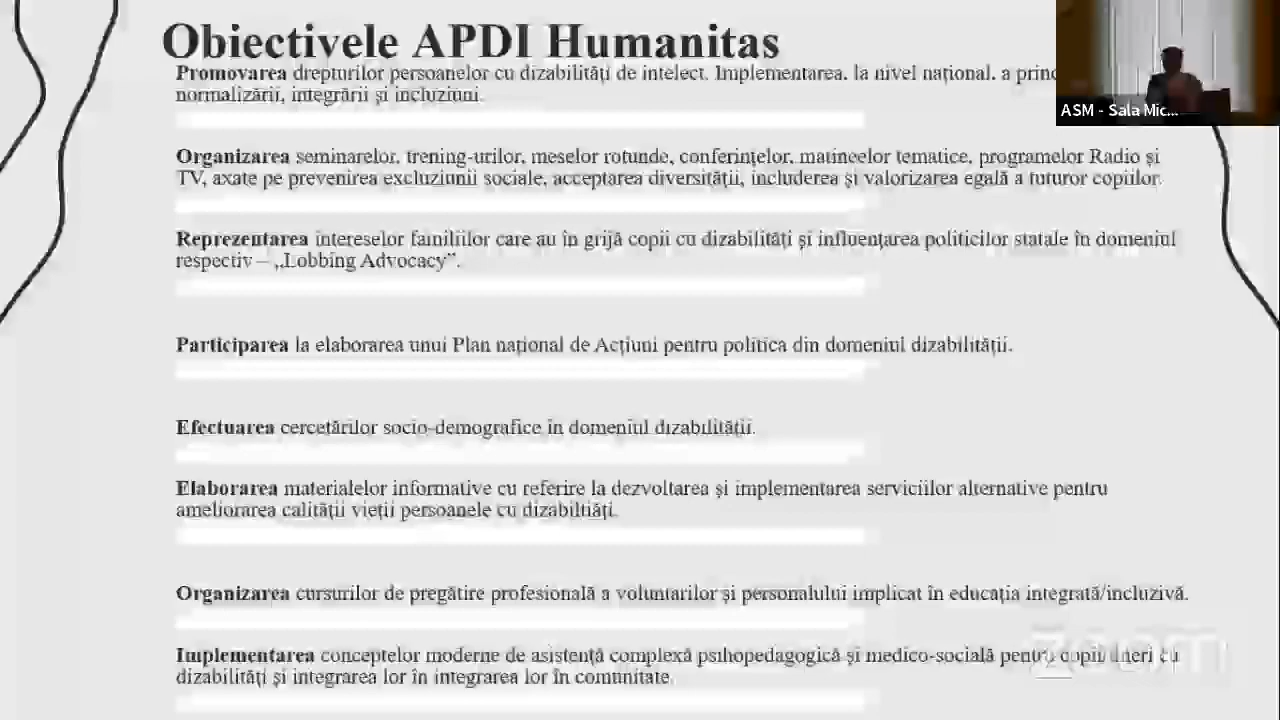 Obiectivele APDI Humanitas
Promovarea drepturilor persoanelor cu dizabilități de intelect. Implementarea, la nivel național, a
normalizării, integrării și incluziuni.
Organizarea seminarelor, trening-urilor, meselor rotunde, conferințelor, matineelor tematice, programelor Radio și
TV, axate pe prevenirea excluziunii sociale, acceptarea diversității, includerea și valorizarea egală a tuturor copiilor.
Reprezentarea intereselor familiilor care au în grijă copii cu dizabilități și influențarea politicilor statale în domeniul
respectiv – „Lobbing Advocacy”.
Participarea la elaborarea unui Plan național de Acțiuni pentru politica din domeniul dizabilității.
Efectuarea cercetărilor socio-demografice în domeniul dizabilității.
Elaborarea materialelor informative cu referire la dezvoltarea și implementarea serviciilor alternative pentru
ameliorarea calității vieții persoanele cu dizabiltiăți.
Organizarea cursurilor de pregătire profesională a voluntarilor și personalului implicat în educația integrată/incluzivă.
Implementarea conceptelor moderne de asistență complexă psihopedagogică și medico-socială pentru copii tineri cu
dizabilități și integrarea lor în integrarea lor în comunitate.
ASM - Sala Mic...
zoom